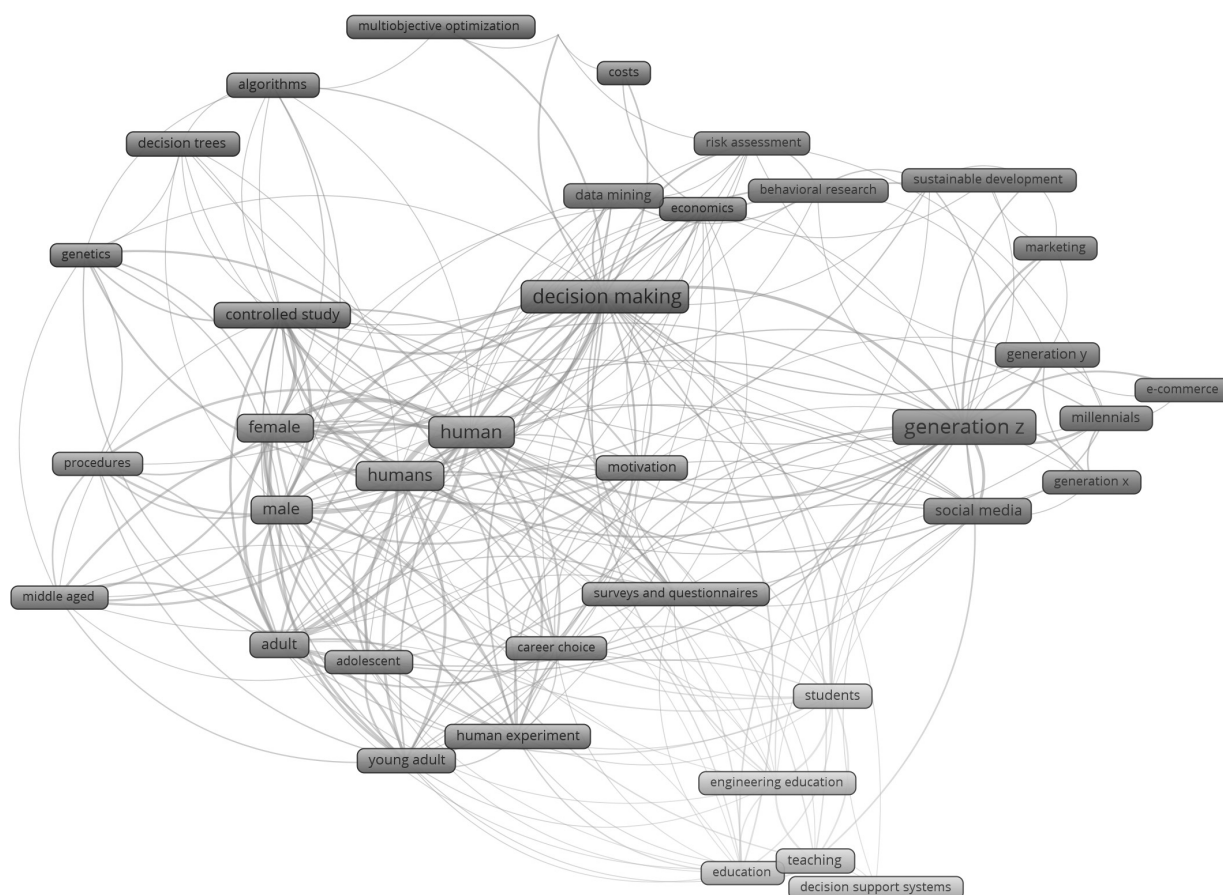 multiobjective optimization
costs
algorithms
decision trees
risk assessment
sustainable development
behavioral research
data mining
economics
marketing
genetics
decision making
controlled study
generation y
e-commerce
millennials
generation z
female
human
procedures
humans
motivation
generation x
male
social media
middle aged
surveys and questionnaires
adult
career choice
adolescent
students
human experiment
young adult
engineering education
teaching
education
decision support systems